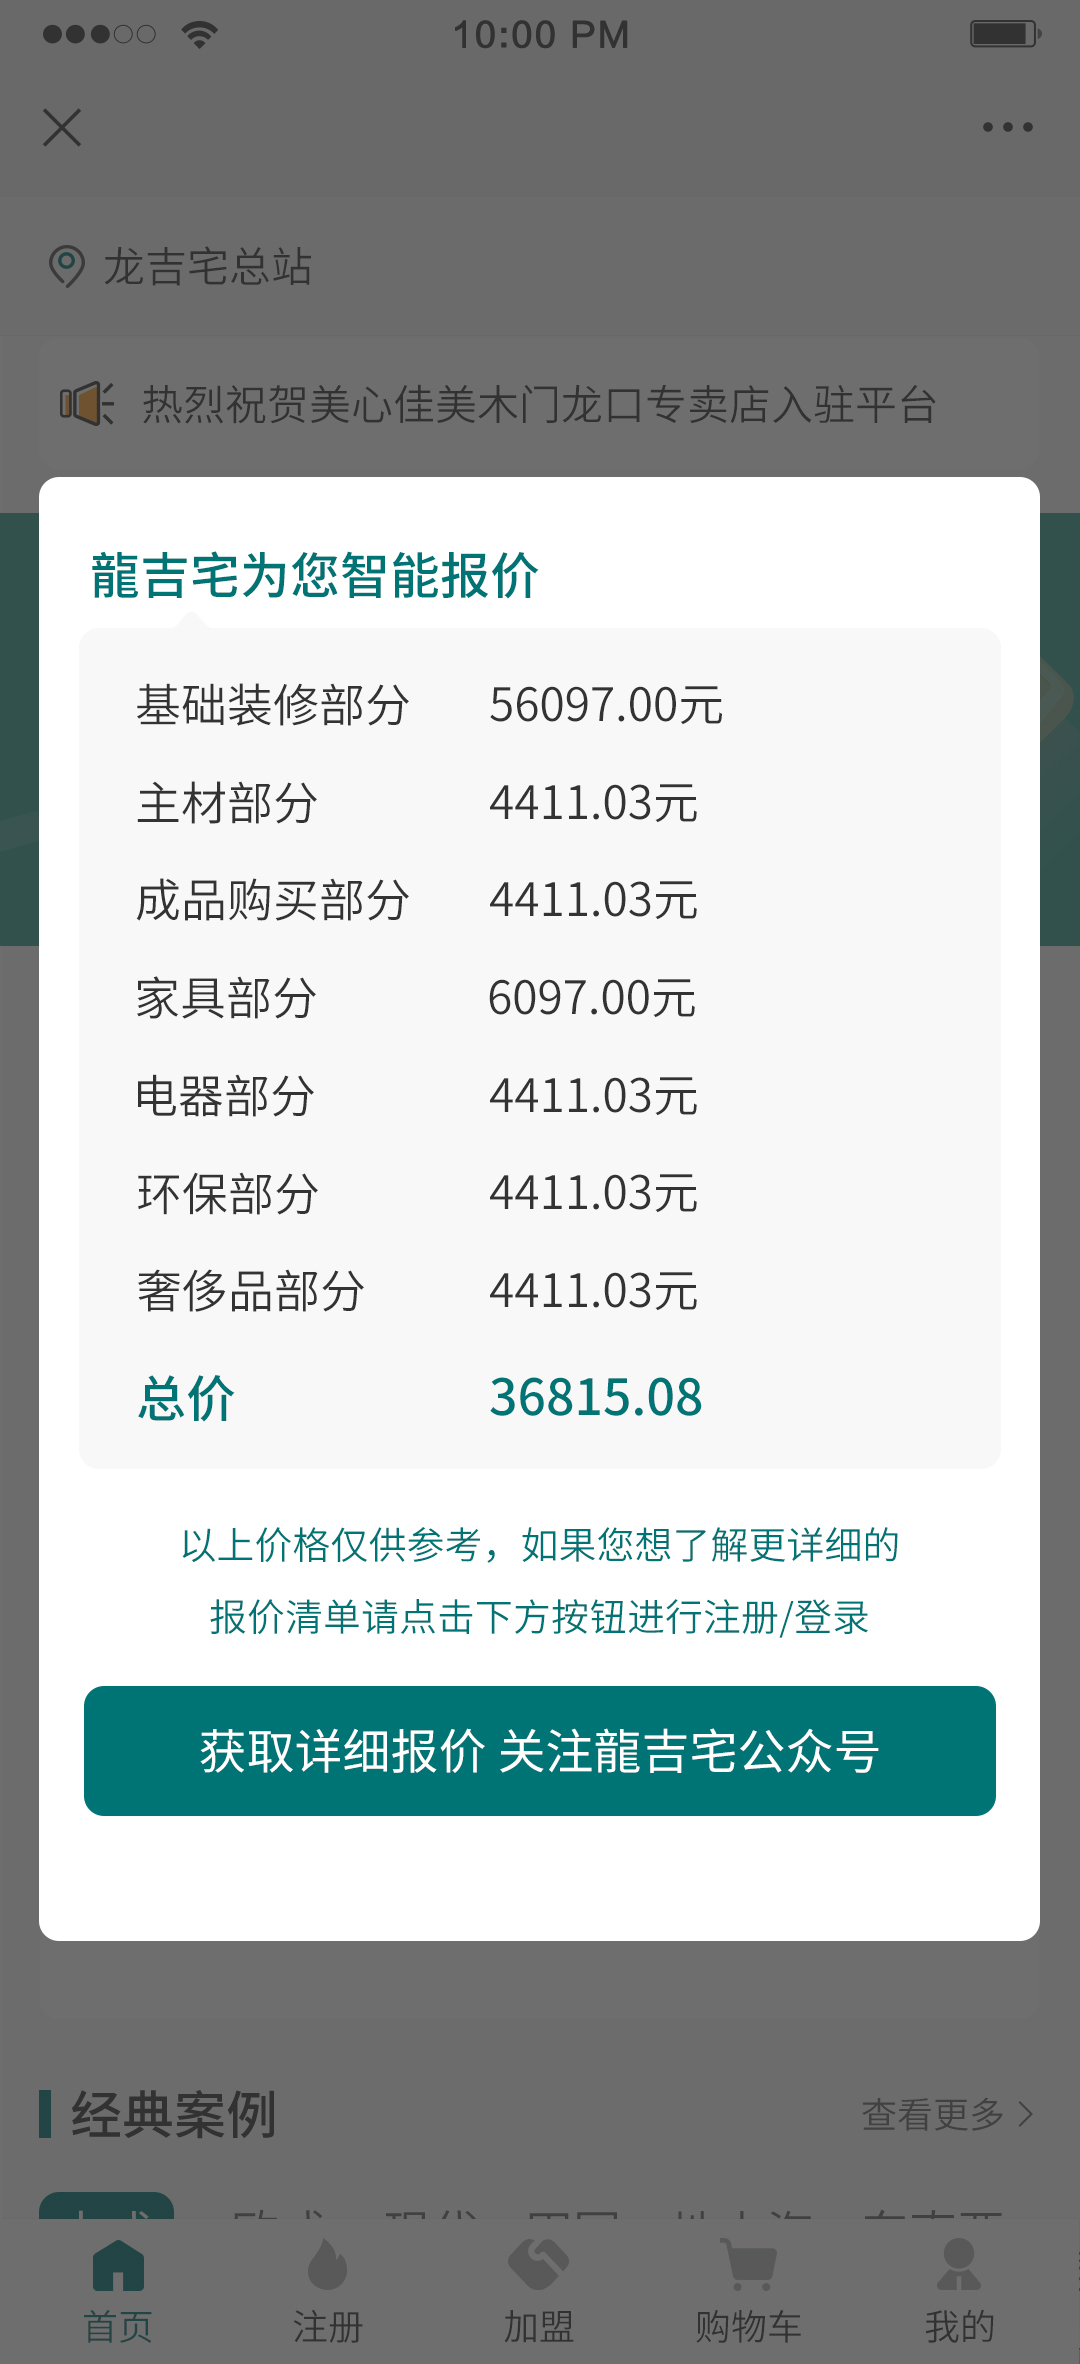 10:00 PM
龙吉宅总站
热烈祝贺美心佳美木门龙口专卖店入驻平台
龍吉宅为您智能报价
基础装修部分 56097.00元
主材部分 4411.03元
成品购买部分 4411.03元
家具部分 6097.00元
电器部分 4411.03元
环保部分 4411.03元
奢侈品部分 4411.03元
总价 36815.08
以上价格仅供参考，如果您想了解更详细的
报价清单请点击下方按钮进行注册/登录
获取详细报价 关注龍吉宅公众号
经典案例 查看更多
首页 注册 加盟 购物车 我的